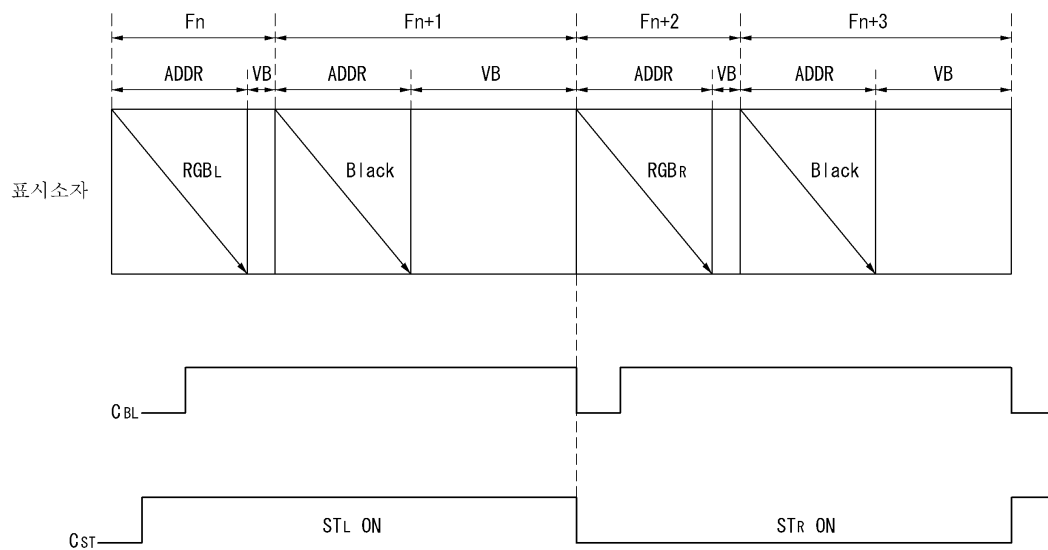 Fn Fn+1 Fn+2 Fn+3
ADDR VB ADDR VB ADDR VB ADDR VB
표시소자 RGBL Black RGBR Black
CBL
STL ON STR ON
CST